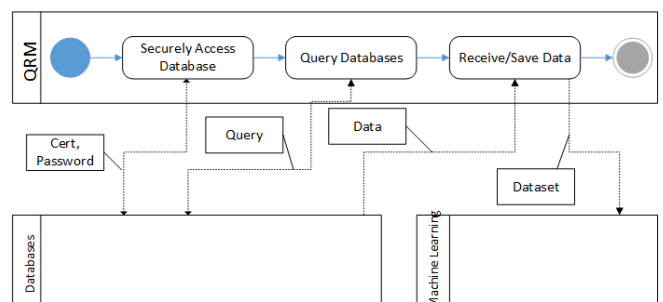 QRM
Securely Access
Database
Query Databases
Receive/Save Data
Cert,
Password
Query
Data
Dataset
Databases
Machine Learning